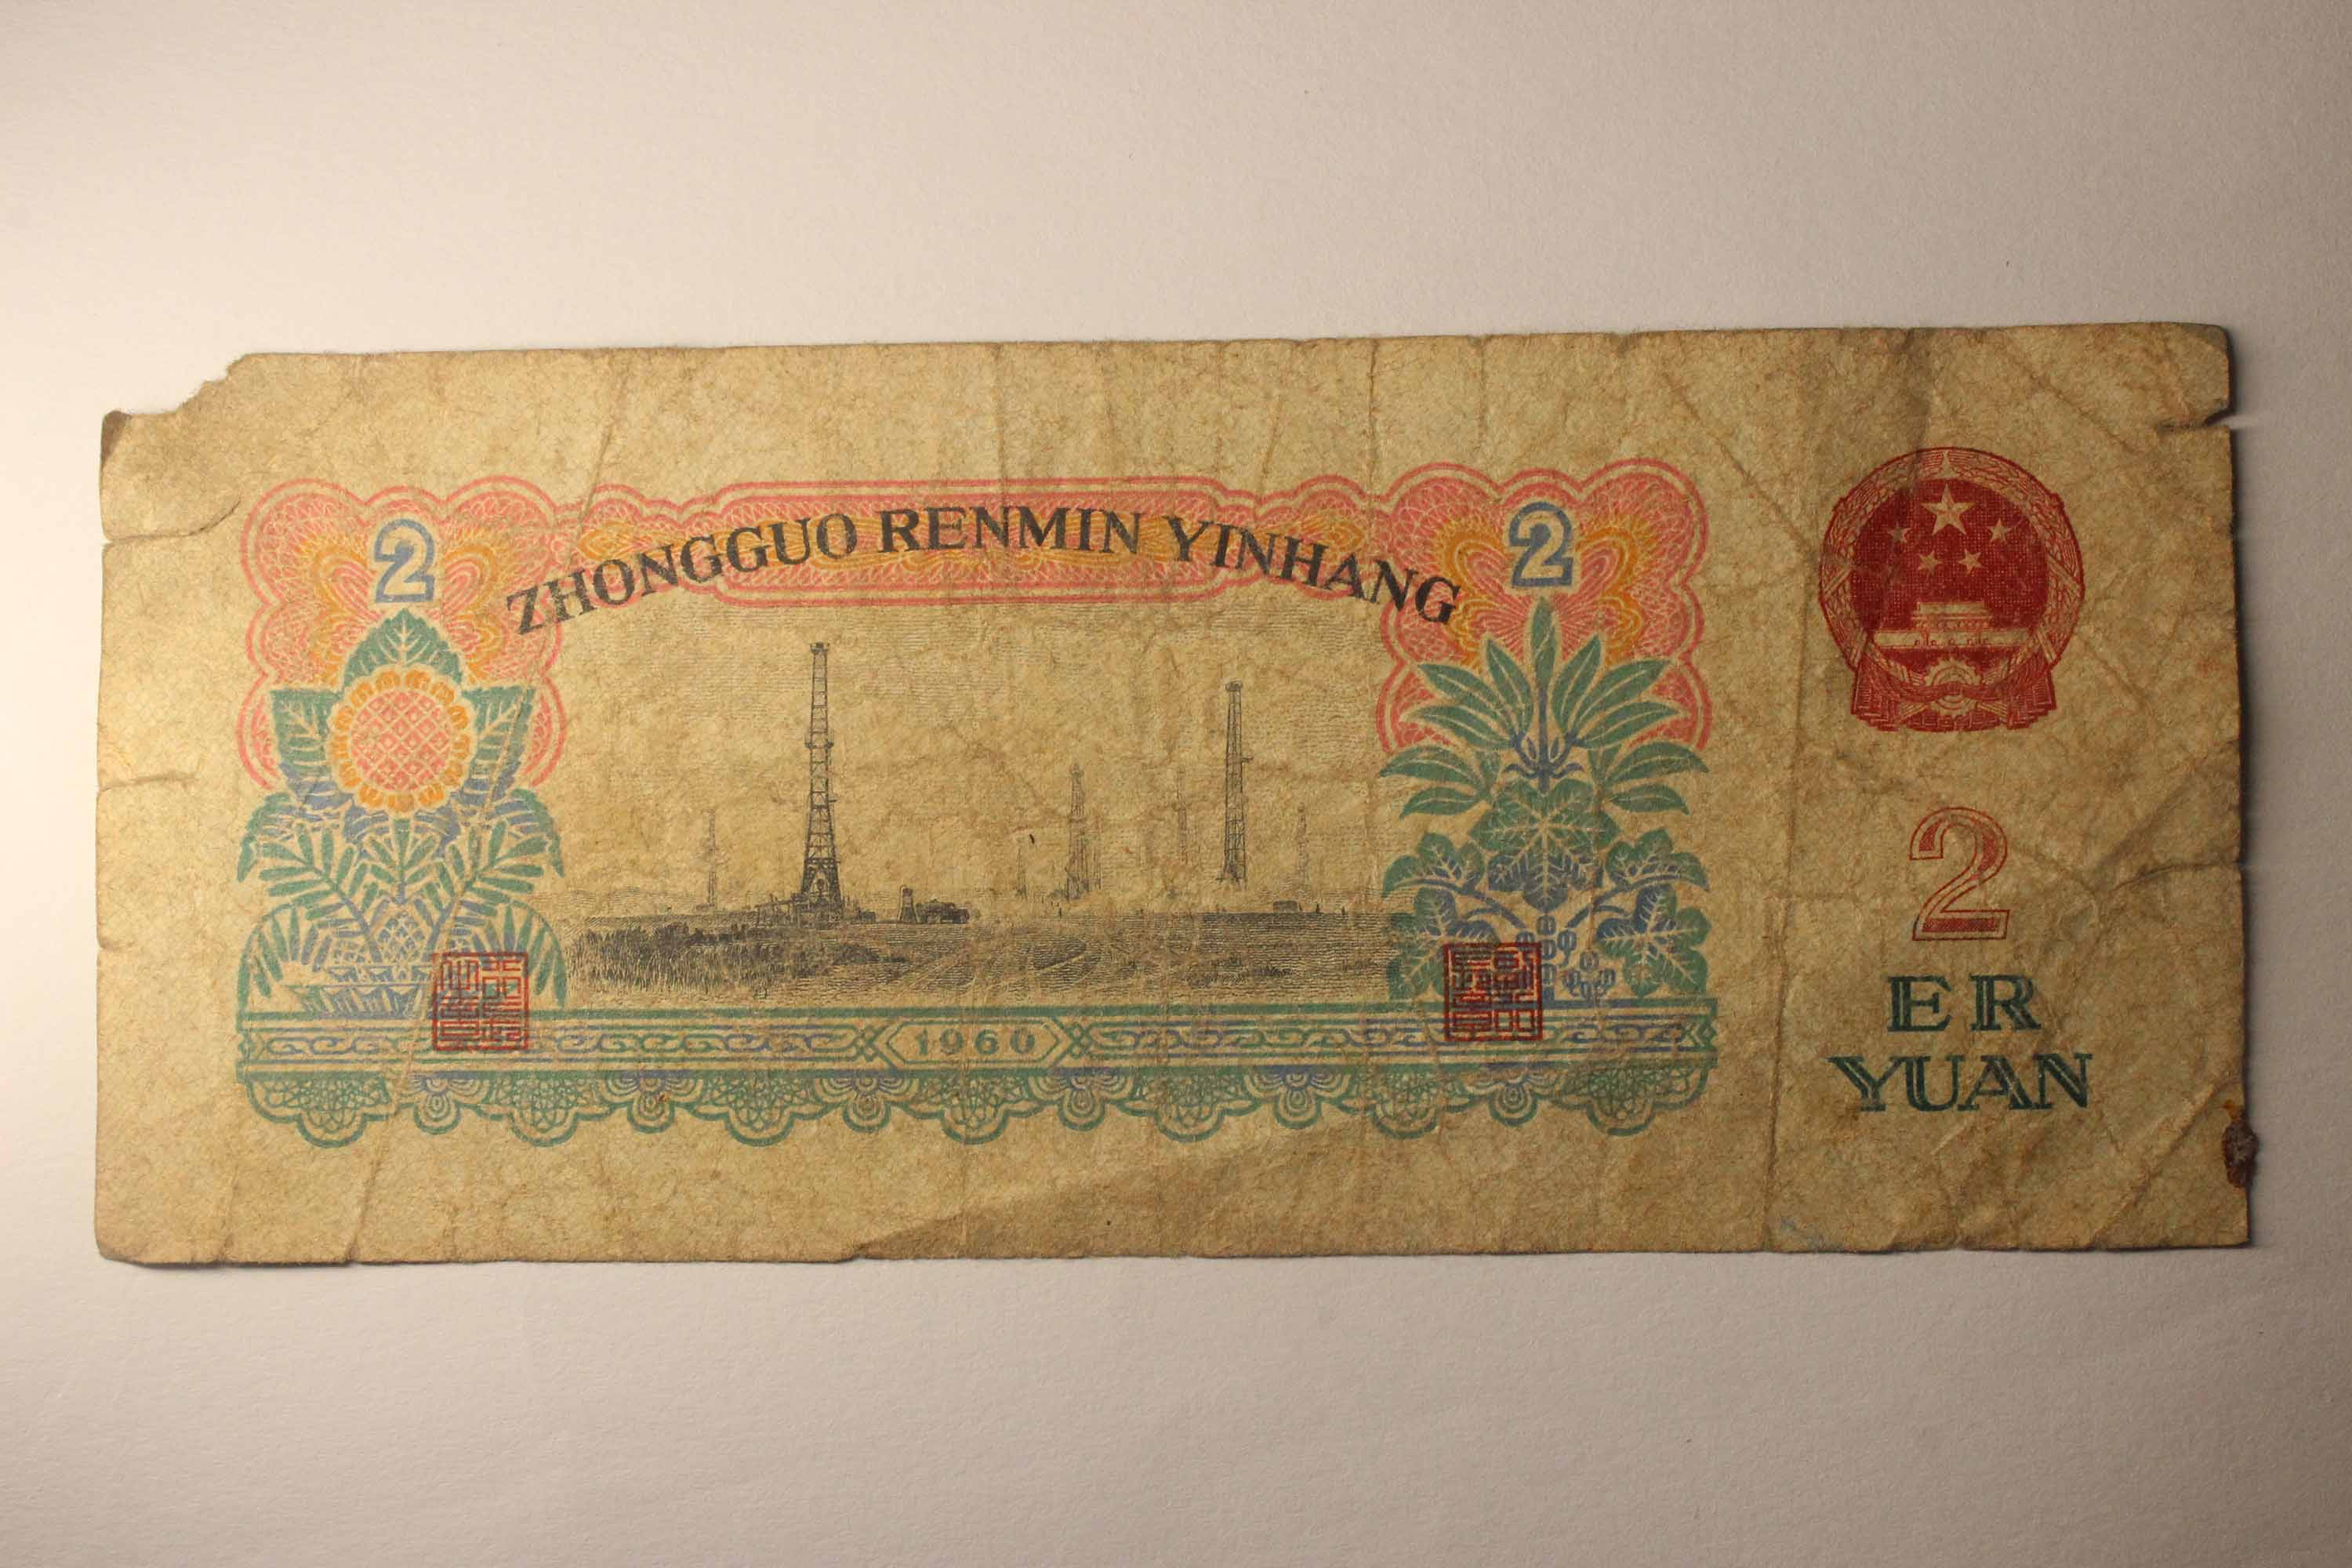 2
ZHONGGUO RENMIN YINHANG
2
1960
2
ER
YUAN